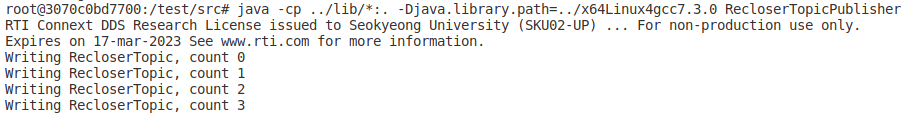 root@3070c0bd7700:/test/src# java -cp ../lib/*:. -Djava.library.path=../x64Linux4gcc7.3.0 RecloserTopicPublisher
RTI Connext DDS Research License issued to Seokyeong University (SKU02-UP) ... For non-production use only.
Expires on 17-mar-2023 See www.rti.com for more information.
Writing RecloserTopic, count 0
Writing RecloserTopic, count 1
Writing RecloserTopic, count 2
Writing RecloserTopic, count 3